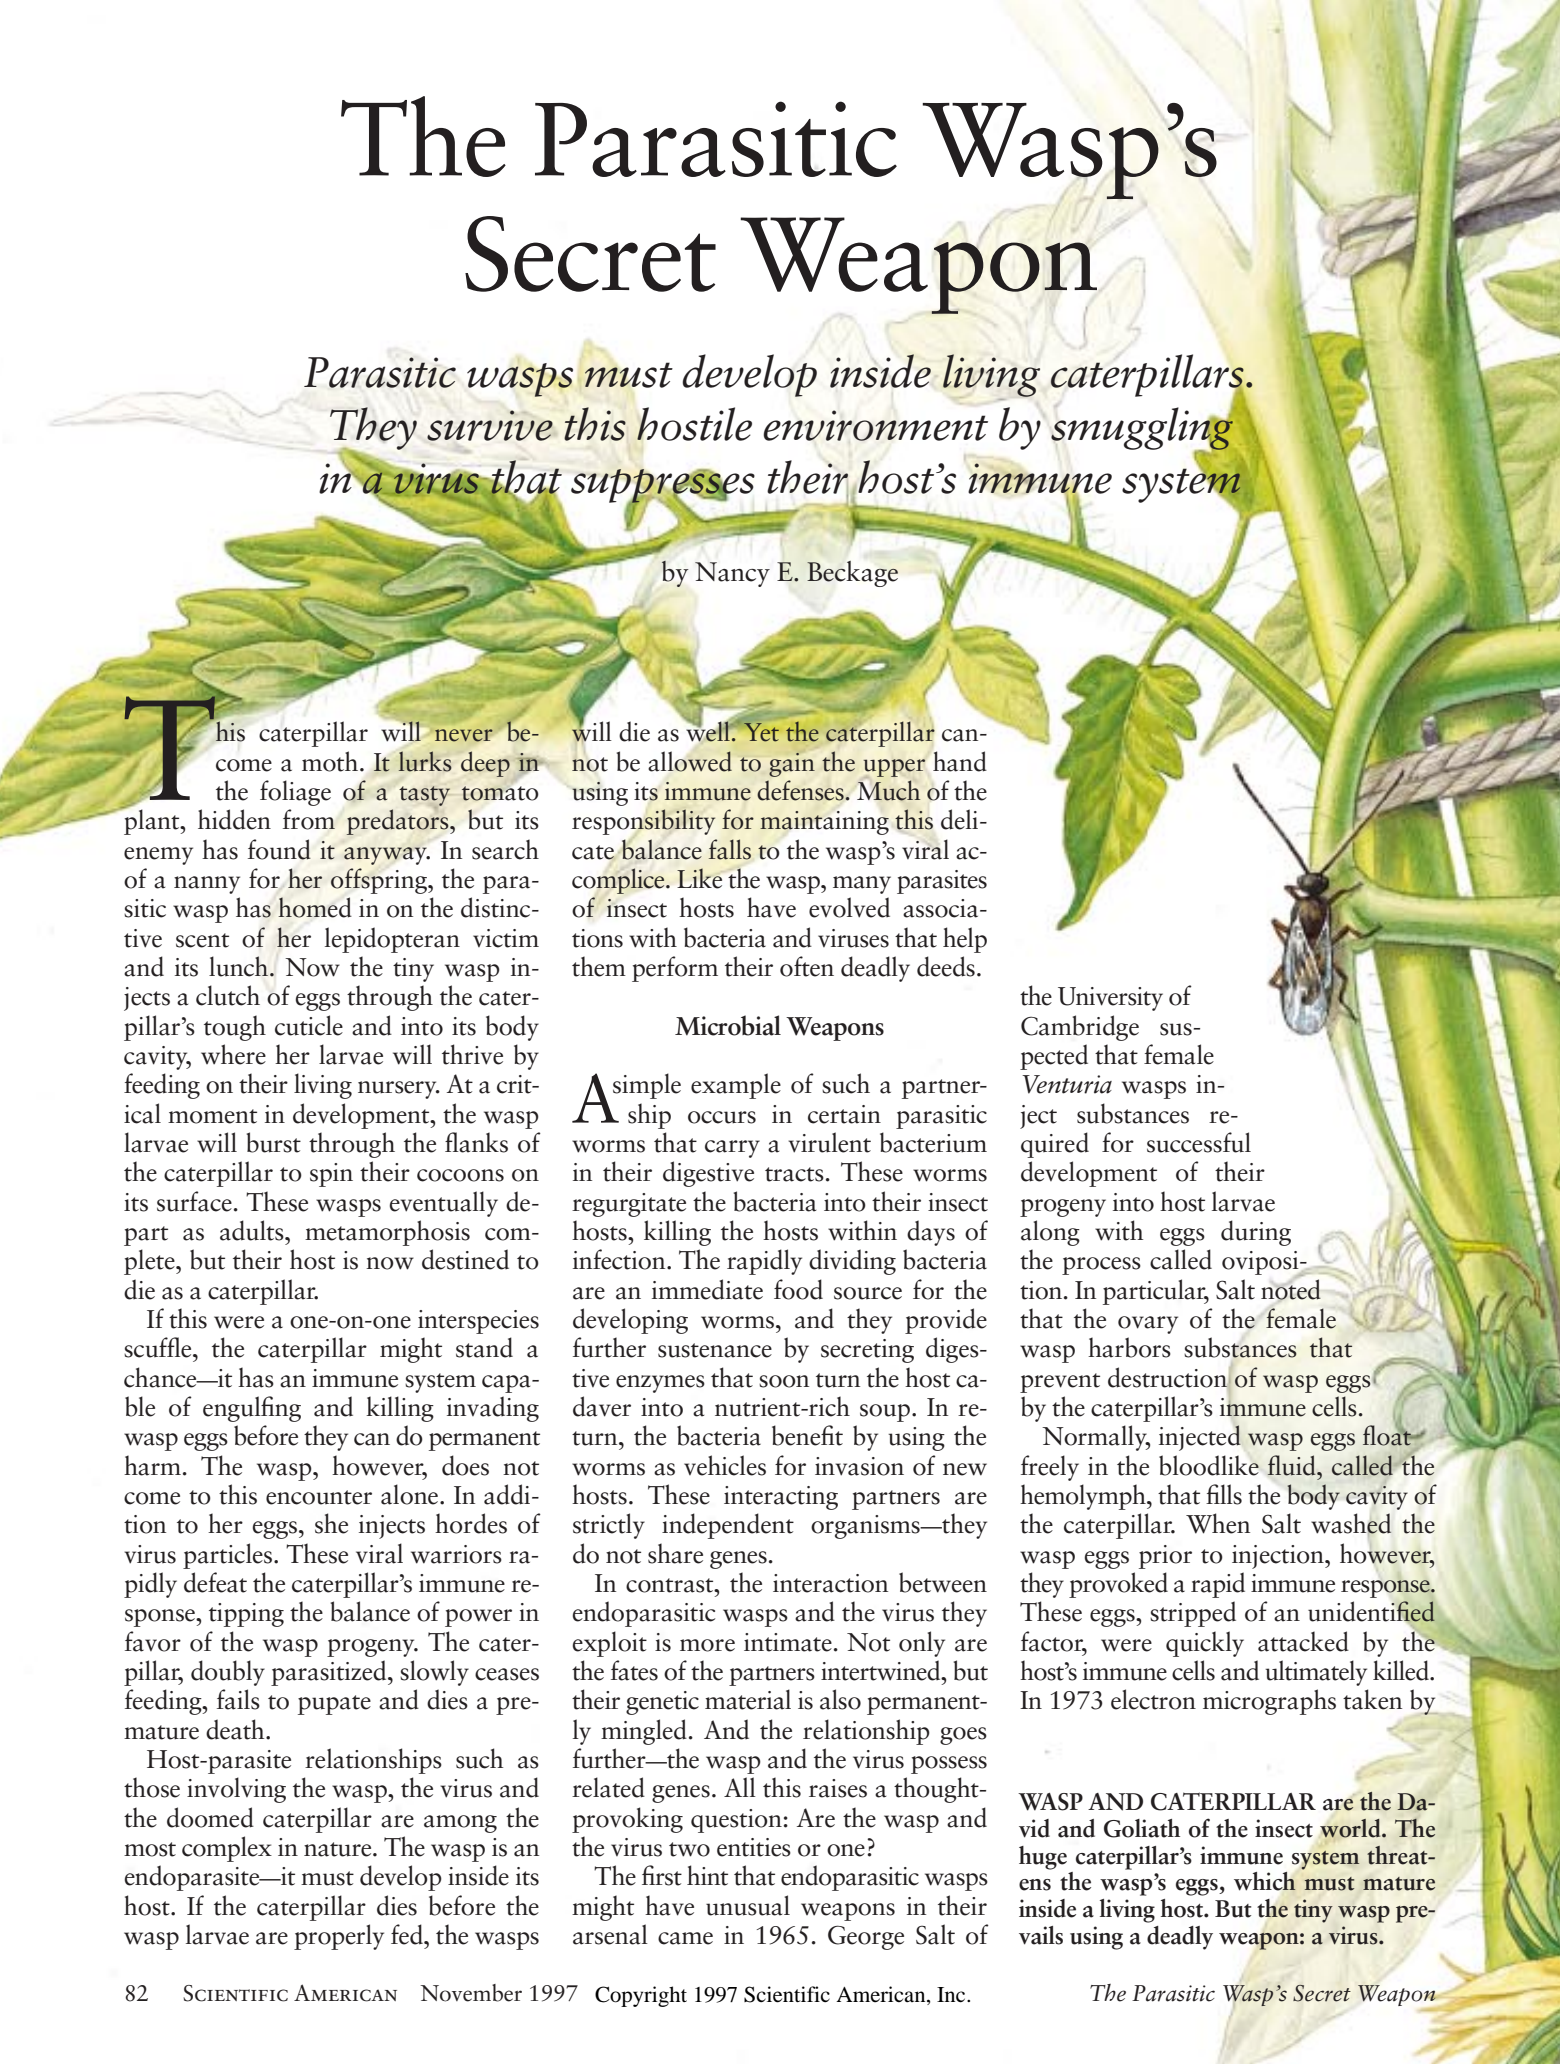 The Parasitic Wasp's
Secret Weapon
Parasitic wasps must develop inside living caterpillars.
They survive this hostile environment by smuggling
in a virus that suppresses their host's immune system
by Nancy E. Beckage
This caterpillar will never be-
come a moth. It lurks deep in
the foliage of a tasty tomato
plant, hidden from predators, but its
enemy has found it anyway. In search
of a nanny for her offspring, the para-
sitic wasp has homed in on the distinc-
tive scent of her lepidopteran victim
and its lunch. Now the tiny wasp in-
jects a clutch of eggs through the cater-
pillar's tough cuticle and into its body
cavity, where her larvae will thrive by
feeding on their living nursery. At a crit-
ical moment in development, the wasp
larvae will burst through the flanks of
the caterpillar to spin their cocoons on
its surface. These wasps eventually de-
part as adults, metamorphosis com-
plete, but their host is now destined to
die as a caterpillar.
If this were a one-on-one interspecies
scuffle, the caterpillar might stand a
chance—it has an immune system capa-
ble of engulfing and killing invading
wasp eggs before they can do permanent
harm. The wasp, however, does not
come to this encounter alone. In addi-
tion to her eggs, she injects hordes of
virus particles. These viral warriors ra-
pidly defeat the caterpillar's immune re-
sponse, tipping the balance of power in
favor of the wasp progeny. The cater-
pillar, doubly parasitized, slowly ceases
feeding, fails to pupate and dies a pre-
mature death.
Host-parasite relationships such as
those involving the wasp, the virus and
the doomed caterpillar are among the
most complex in nature. The wasp is an
endoparasite—it must develop inside its
host. If the caterpillar dies before the
wasp larvae are properly fed, the wasps
will die as well. Yet the caterpillar can-
not be allowed to gain the upper hand
using its immune defenses. Much of the
responsibility for maintaining this deli-
cate balance falls to the wasp's viral ac-
complice. Like the wasp, many parasites
of insect hosts have evolved associa-
tions with bacteria and viruses that help
them perform their often deadly deeds.
Microbial Weapons
A simple example of such a partner-
ship occurs in certain parasitic
worms that carry a virulent bacterium
in their digestive tracts. These worms
regurgitate the bacteria into their insect
hosts, killing the hosts within days of
infection. The rapidly dividing bacteria
are an immediate food source for the
developing worms, and they provide
further sustenance by secreting diges-
tive enzymes that soon turn the host ca-
daver into a nutrient-rich soup. In re-
turn, the bacteria benefit by using the
worms as vehicles for invasion of new
hosts. These interacting partners are
strictly independent organisms—they
do not share genes.
In contrast, the interaction between
endoparasitic wasps and the virus they
exploit is more intimate. Not only are
the fates of the partners intertwined, but
their genetic material is also permanent-
ly mingled. And the relationship goes
further—the wasp and the virus possess
related genes. All this raises a thought-
provoking question: Are the wasp and
the virus two entities or one?
The first hint that endoparasitic wasps
might have unusual weapons in their
arsenal came in 1965. George Salt of
the University of
Cambridge sus-
pected that female
Venturia wasps in-
ject substances re-
quired for successful
development of their
progeny into host larvae
along with eggs during
the process called oviposi-
tion. In particular, Salt noted
that the ovary of the female
wasp harbors substances that
prevent destruction of wasp eggs
by the caterpillar's immune cells.
Normally, injected wasp eggs float
freely in the bloodlike fluid, called the
hemolymph, that fills the body cavity of
the caterpillar. When Salt washed the
wasp eggs prior to injection, however,
they provoked a rapid immune response.
These eggs, stripped of an unidentified
factor, were quickly attacked by the
host's immune cells and ultimately killed.
In 1973 electron micrographs taken by
WASP AND CATERPILLAR are the Da-
vid and Goliath of the insect world. The
huge caterpillar's immune system threat-
ens the wasp's eggs, which must mature
inside a living host. But the tiny wasp pre-
vails using a deadly weapon: a virus.
82 SCIENTIFIC AMERICAN November 1997 Copyright 1997 Scientific American, Inc. The Parasitic Wasp's Secret Weapon